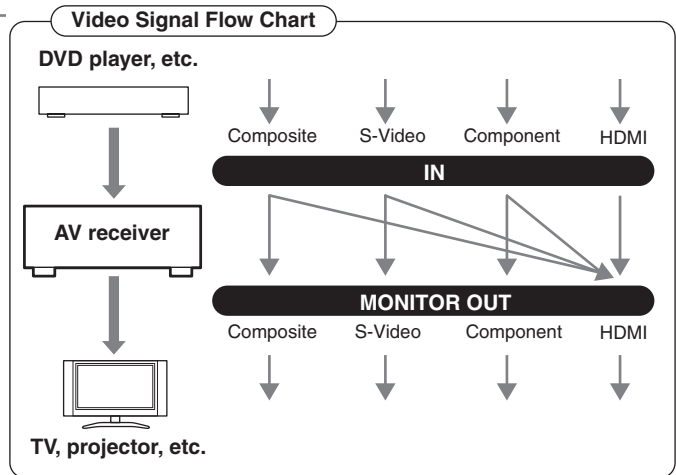 Video Signal Flow Chart
DVD player, etc.
Composite S-Video Component HDMI
IN
AV receiver
MONITOR OUT
Composite S-Video Component HDMI
TV, projector, etc.